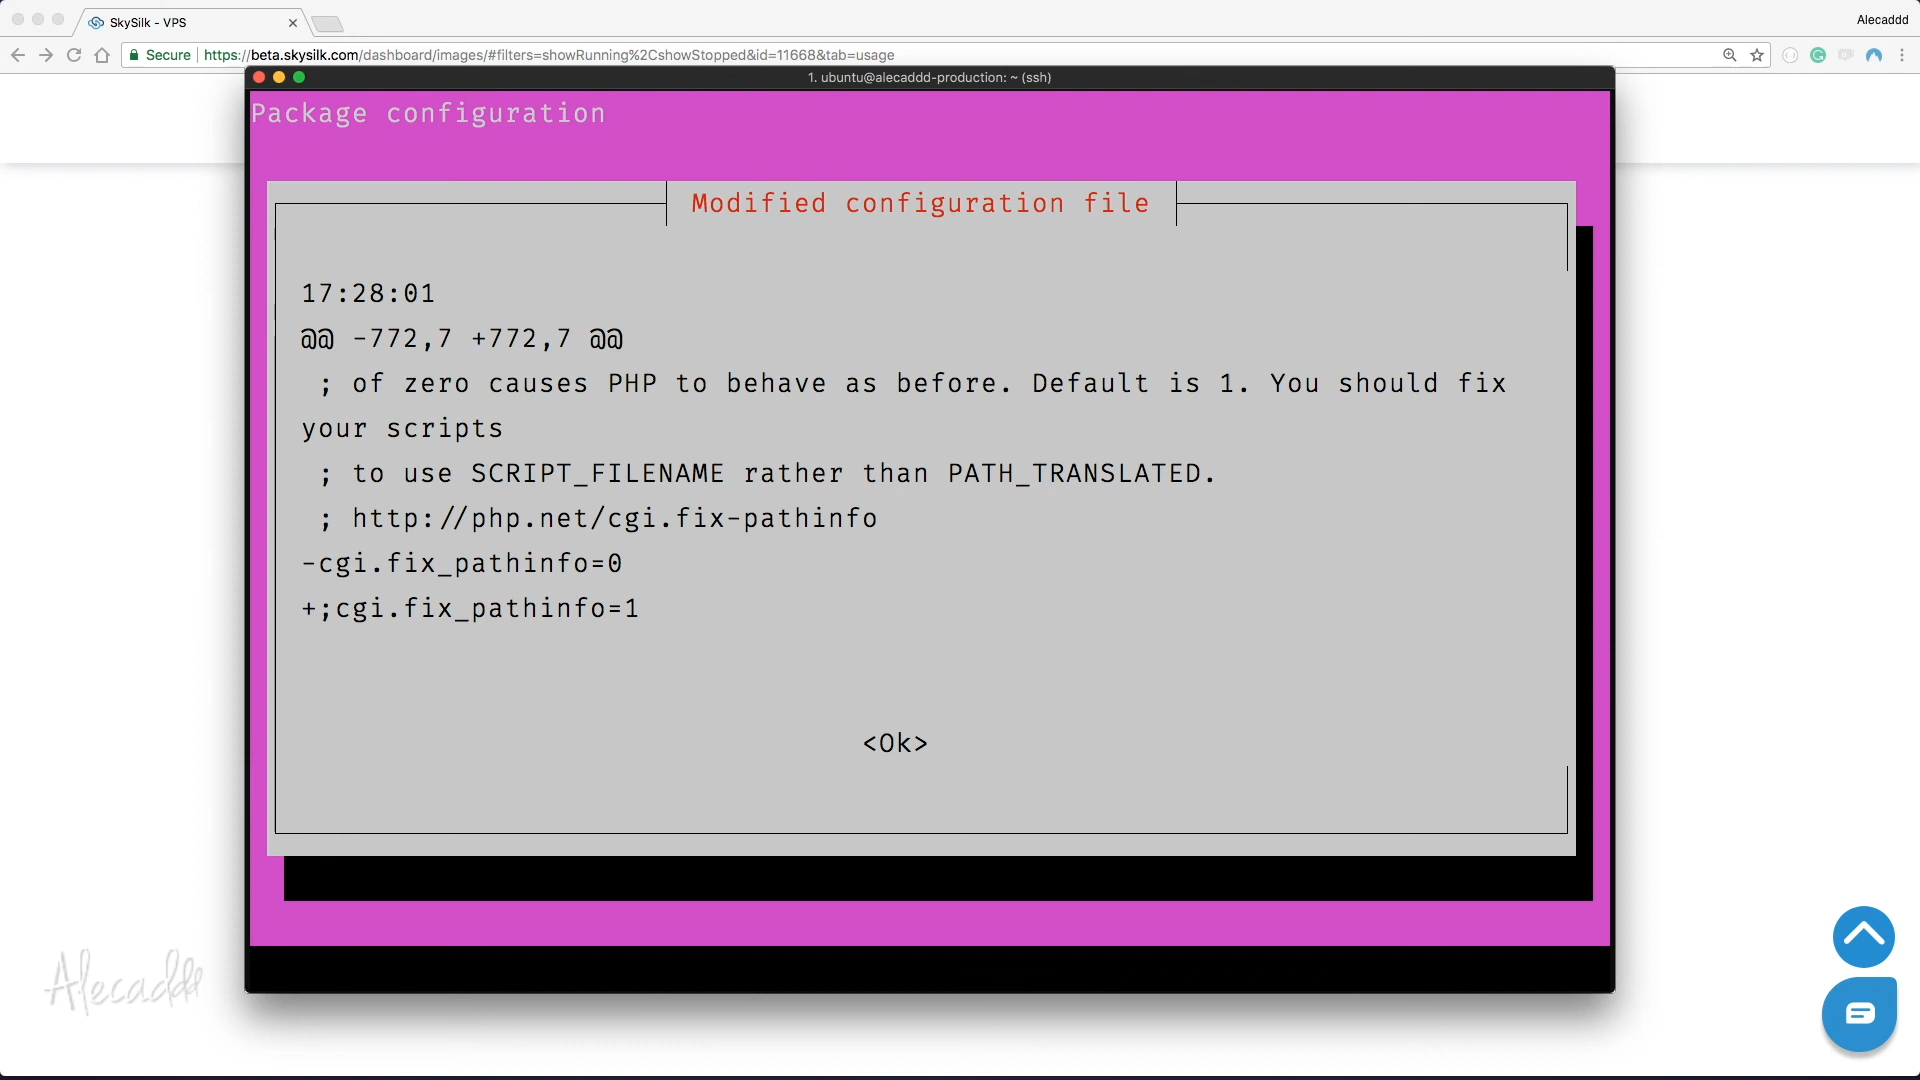 SkySilk - VPS
Alecaddd
Secure https://beta.skysilk.com/dashboard/images/#filters=showRunning%2CshowStopped&id=11668&tab=usage
1. ubuntu@alecaddd-production: ~ (ssh)
Package configuration
Modified configuration file
17:28:01
@@ -772,7 +772,7 @@
; of zero causes PHP to behave as before. Default is 1. You should fix
your scripts
; to use SCRIPT_FILENAME rather than PATH_TRANSLATED.
; http://php.net/cgi.fix-pathinfo
-cgi.fix_pathinfo=0
+;cgi.fix_pathinfo=1
<Ok>
Alecaddd